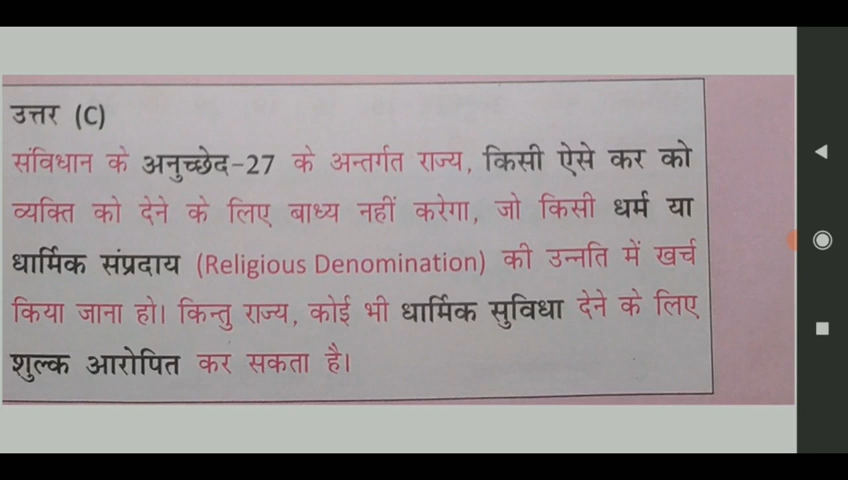 उत्तर (C)
संविधान के अनुच्छेद-27 के अन्तर्गत राज्य, किसी ऐसे कर को
व्यक्ति को देने के लिए बाध्य नहीं करेगा, जो किसी धर्म या
धार्मिक संप्रदाय (Religious Denomination) की उन्नति में खर्च
किया जाना हो। किन्तु राज्य, कोई भी धार्मिक सुविधा देने के लिए
शुल्क आरोपित कर सकता है।